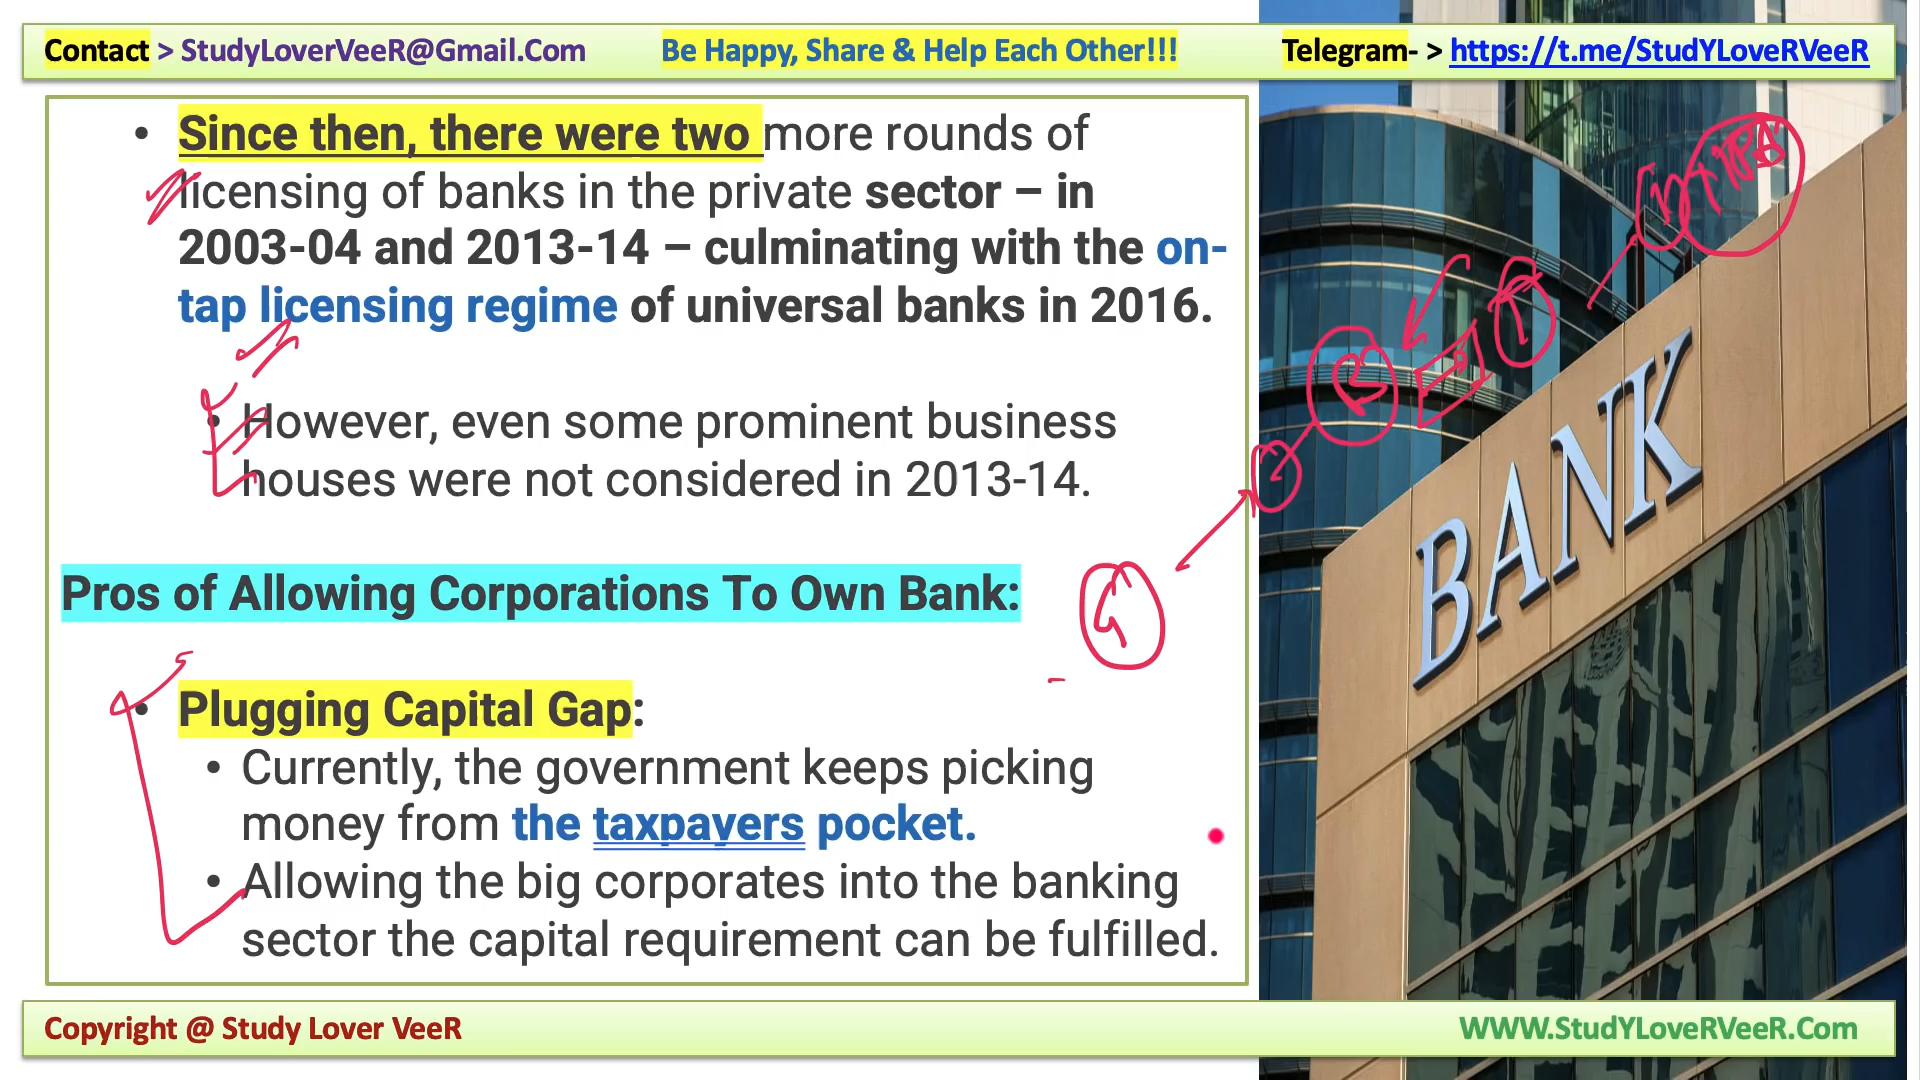 Contact > StudyLoverVeeR@Gmail.Com Be Happy, Share & Help Each Other!!! Telegram- > https://t.me/StudYLoveRVeeR
• Since then, there were two more rounds of
licensing of banks in the private sector – in
2003-04 and 2013-14 – culminating with the on-
tap licensing regime of universal banks in 2016.
• However, even some prominent business
houses were not considered in 2013-14.
Pros of Allowing Corporations To Own Bank:
• Plugging Capital Gap:
• Currently, the government keeps picking
money from the taxpayers pocket.
• Allowing the big corporates into the banking
sector the capital requirement can be fulfilled.
BANK
NPA
Copyright @ Study Lover VeeR
WWW.StudYLoveRVeeR.Com